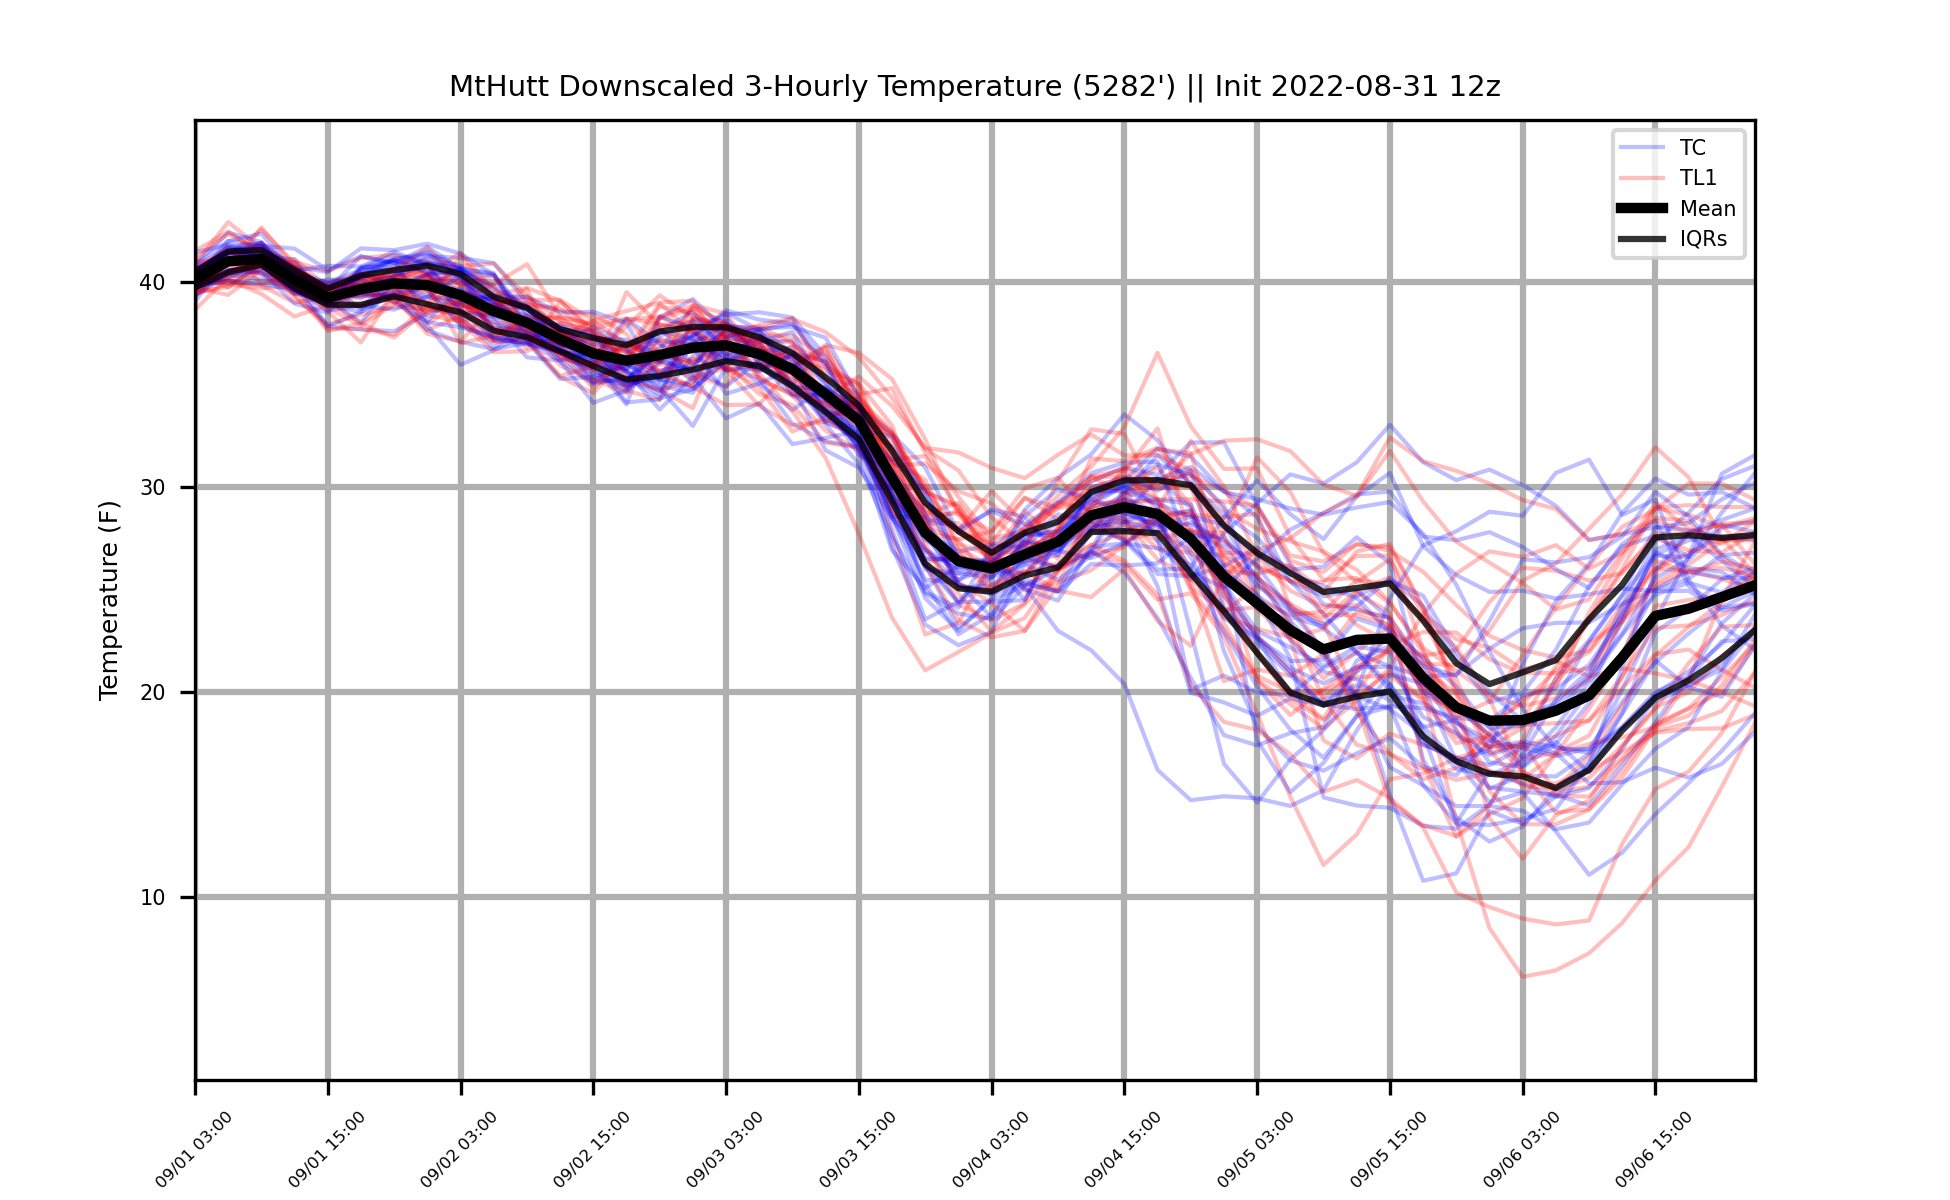 MtHutt Downscaled 3-Hourly Temperature (5282') || Init 2022-08-31 12z
TC
TL1
Mean
IQRs
Temperature (F)
40
30
20
10
09/01 03:00
09/01 15:00
09/02 03:00
09/02 15:00
09/03 03:00
09/03 15:00
09/04 03:00
09/04 15:00
09/05 03:00
09/05 15:00
09/06 03:00
09/06 15:00